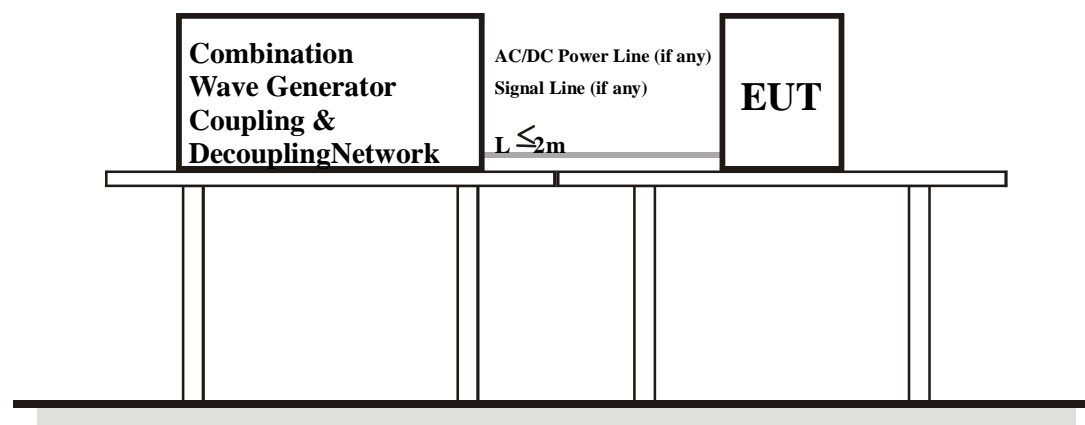 Combination
Wave Generator
Coupling &
DecouplingNetwork
AC/DC Power Line (if any)
Signal Line (if any)
L ≤2m
EUT